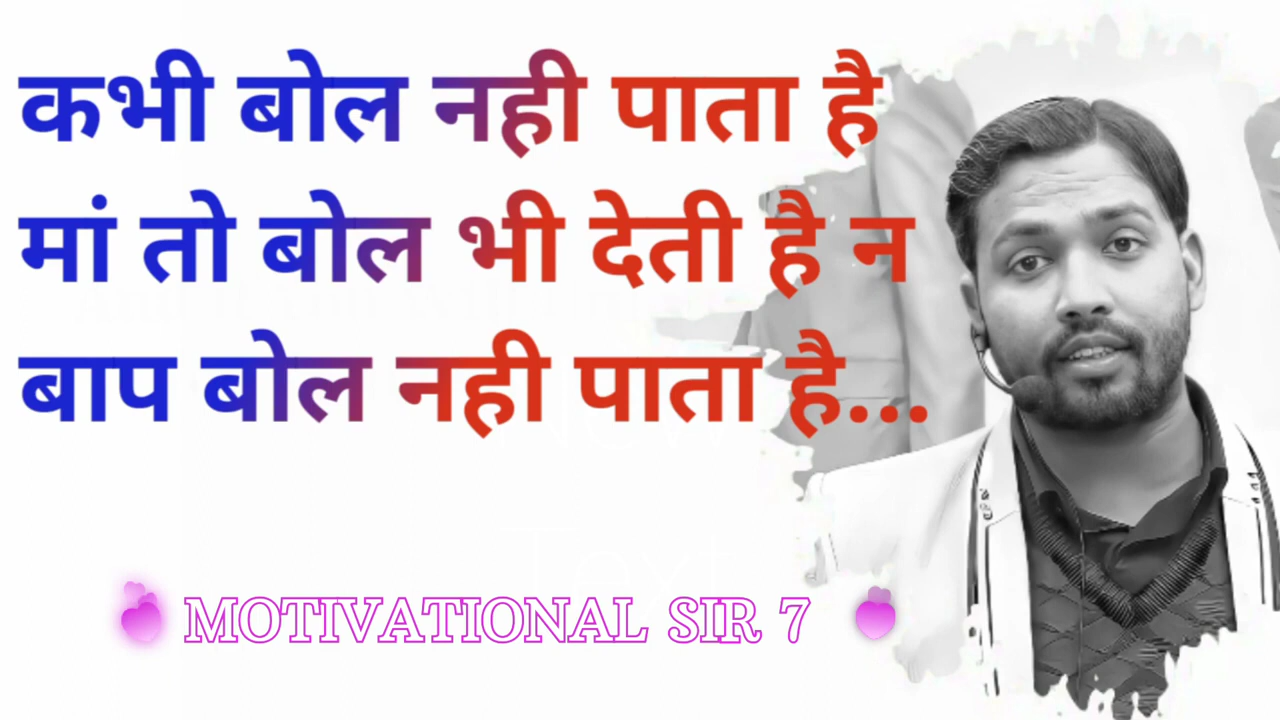 कभी बोल नही पाता है
मां तो बोल भी देती है न
बाप बोल नही पाता है...
MOTIVATIONAL SIR 7